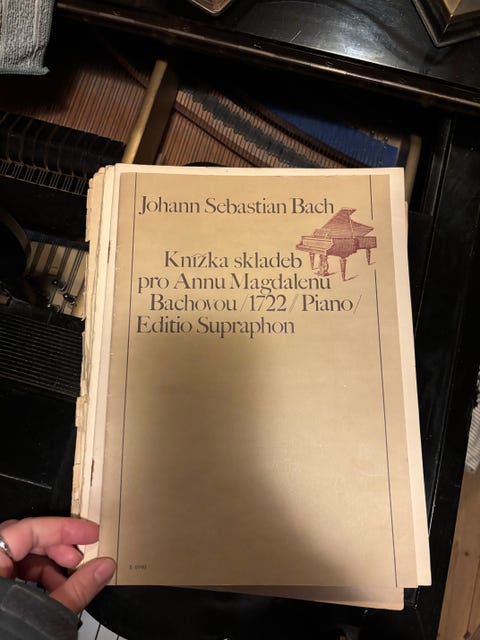 Johann Sebastian Bach
Knížka skladeb
pro Annu Magdalenu
Bachovou /1722/ Piano/
Editio Supraphon